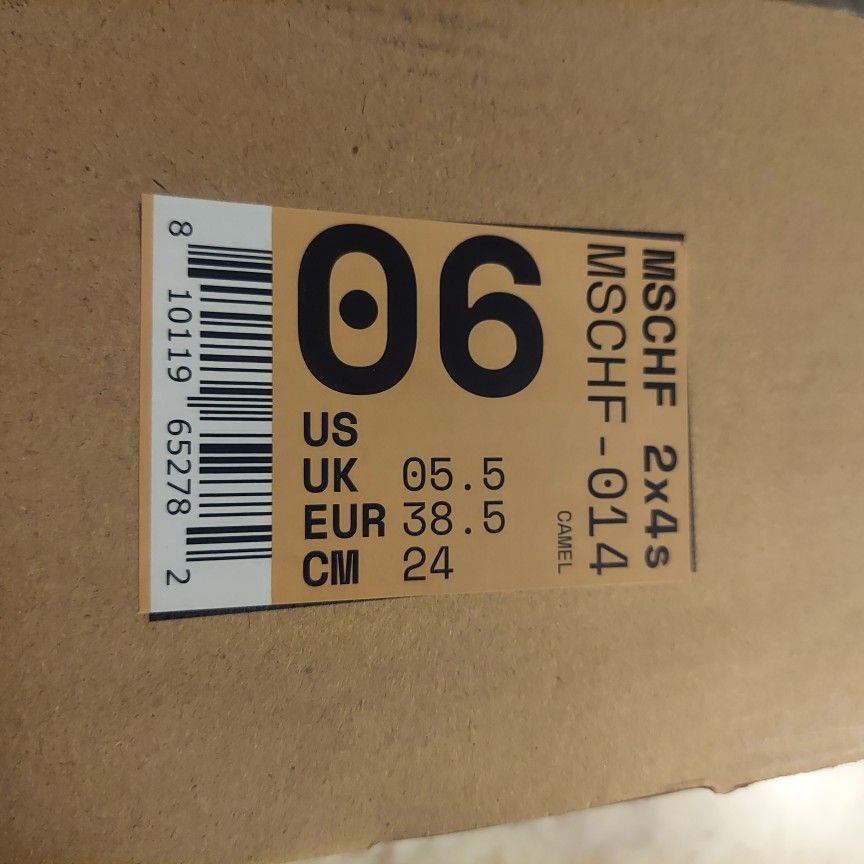 MSCHF 2x4s
MSCHF-014
CAMEL
06
US
UK 05.5
EUR 38.5
CM 24
8 10119 65278 2